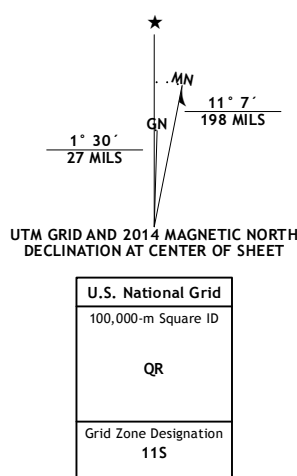 ★
MN
GN
11° 7´
198 MILS
1° 30´
27 MILS
UTM GRID AND 2014 MAGNETIC NORTH
DECLINATION AT CENTER OF SHEET
U.S. National Grid
100,000-m Square ID
QR
Grid Zone Designation
11S